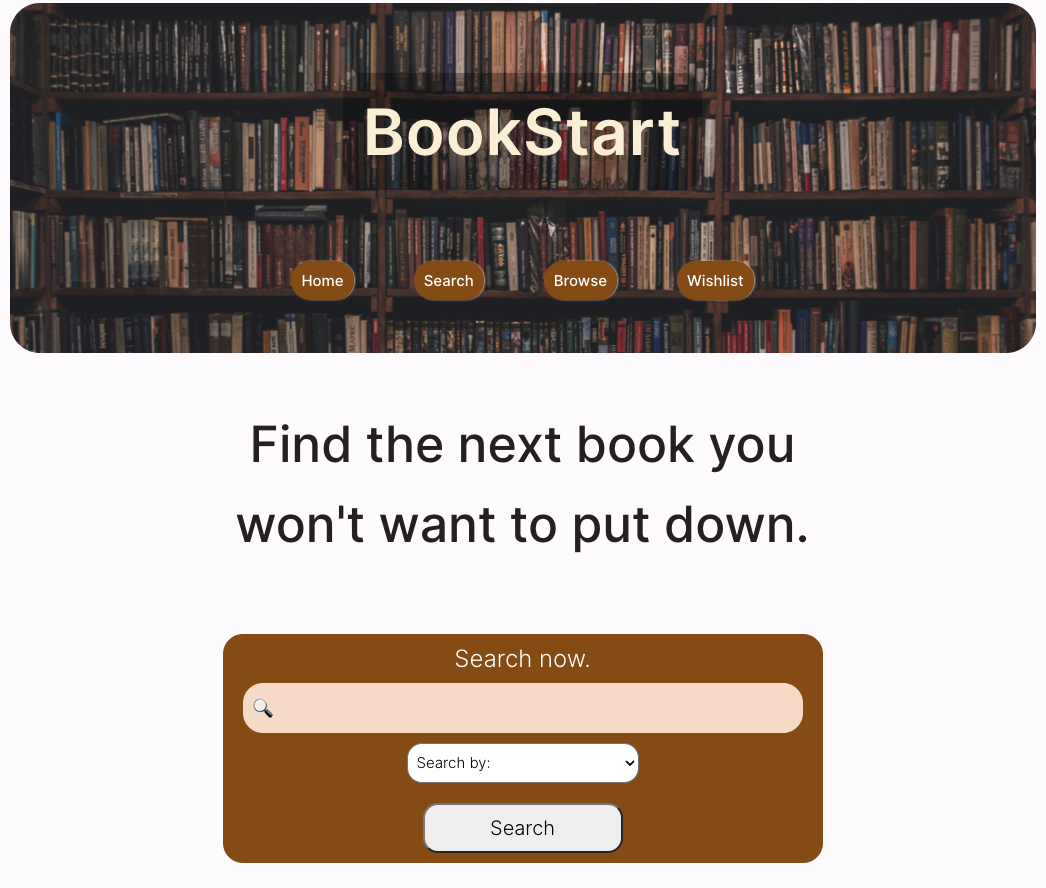 BookStart
Home Search Browse Wishlist
Find the next book you
won't want to put down.
Search now.
Search by:
Search